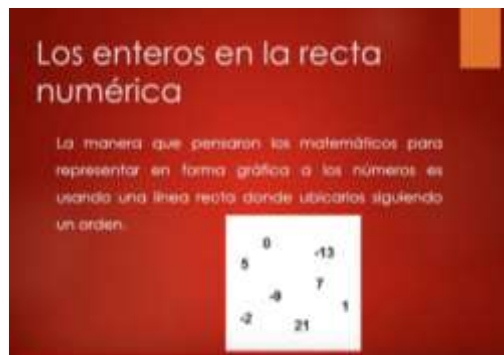 Los enteros en la recta
numérica
La manera que pensaron los matemáticos para
representar en forma gráfica a los números es
usando una línea recta donde ubicarlos siguiendo
un orden.
0
-13
5
7
-9
1
-2
21